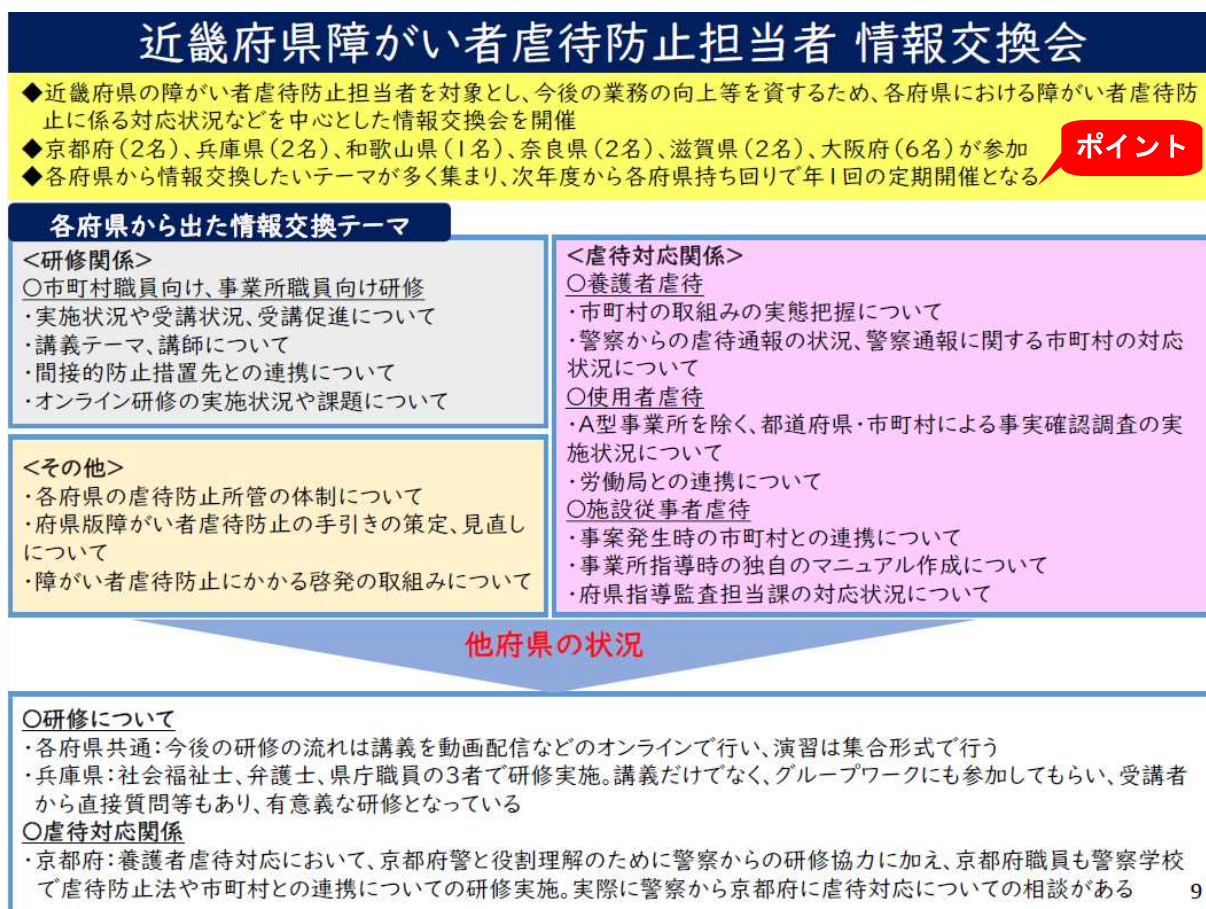 近畿府県障がい者虐待防止担当者 情報交換会
◆近畿府県の障がい者虐待防止担当者を対象とし、今後の業務の向上等を資するため、各府県における障がい者虐待防
止に係る対応状況などを中心とした情報交換会を開催
◆京都府(2名)、兵庫県(2名)、和歌山県(1名)、奈良県(2名)、滋賀県(2名)、大阪府(6名)が参加
◆各府県から情報交換したいテーマが多く集まり、次年度から各府県持ち回りで年1回の定期開催となる
ポイント
各府県から出た情報交換テーマ
<研修関係>
○市町村職員向け、事業所職員向け研修
・実施状況や受講状況、受講促進について
・講義テーマ、講師について
・間接的防止措置先との連携について
・オンライン研修の実施状況や課題について
<その他>
・各府県の虐待防止所管の体制について
・府県版障がい者虐待防止の手引きの策定、見直し
について
・障がい者虐待防止にかかる啓発の取組みについて
<虐待対応関係>
○養護者虐待
・市町村の取組みの実態把握について
・警察からの虐待通報の状況、警察通報に関する市町村の対応
状況について
○使用者虐待
・A型事業所を除く、都道府県・市町村による事実確認調査の実
施状況について
・労働局との連携について
○施設従事者虐待
・事案発生時の市町村との連携について
・事業所指導時の独自のマニュアル作成について
・府県指導監査担当課の対応状況について
他府県の状況
○研修について
・各府県共通:今後の研修の流れは講義を動画配信などのオンラインで行い、演習は集合形式で行う
・兵庫県:社会福祉士、弁護士、県庁職員の3者で研修実施。講義だけでなく、グループワークにも参加してもらい、受講者
から直接質問等もあり、有意義な研修となっている
○虐待対応関係
・京都府:養護者虐待対応において、京都府警と役割理解のために警察からの研修協力に加え、京都府職員も警察学校
で虐待防止法や市町村との連携についての研修実施。実際に警察から京都府に虐待対応についての相談がある
9